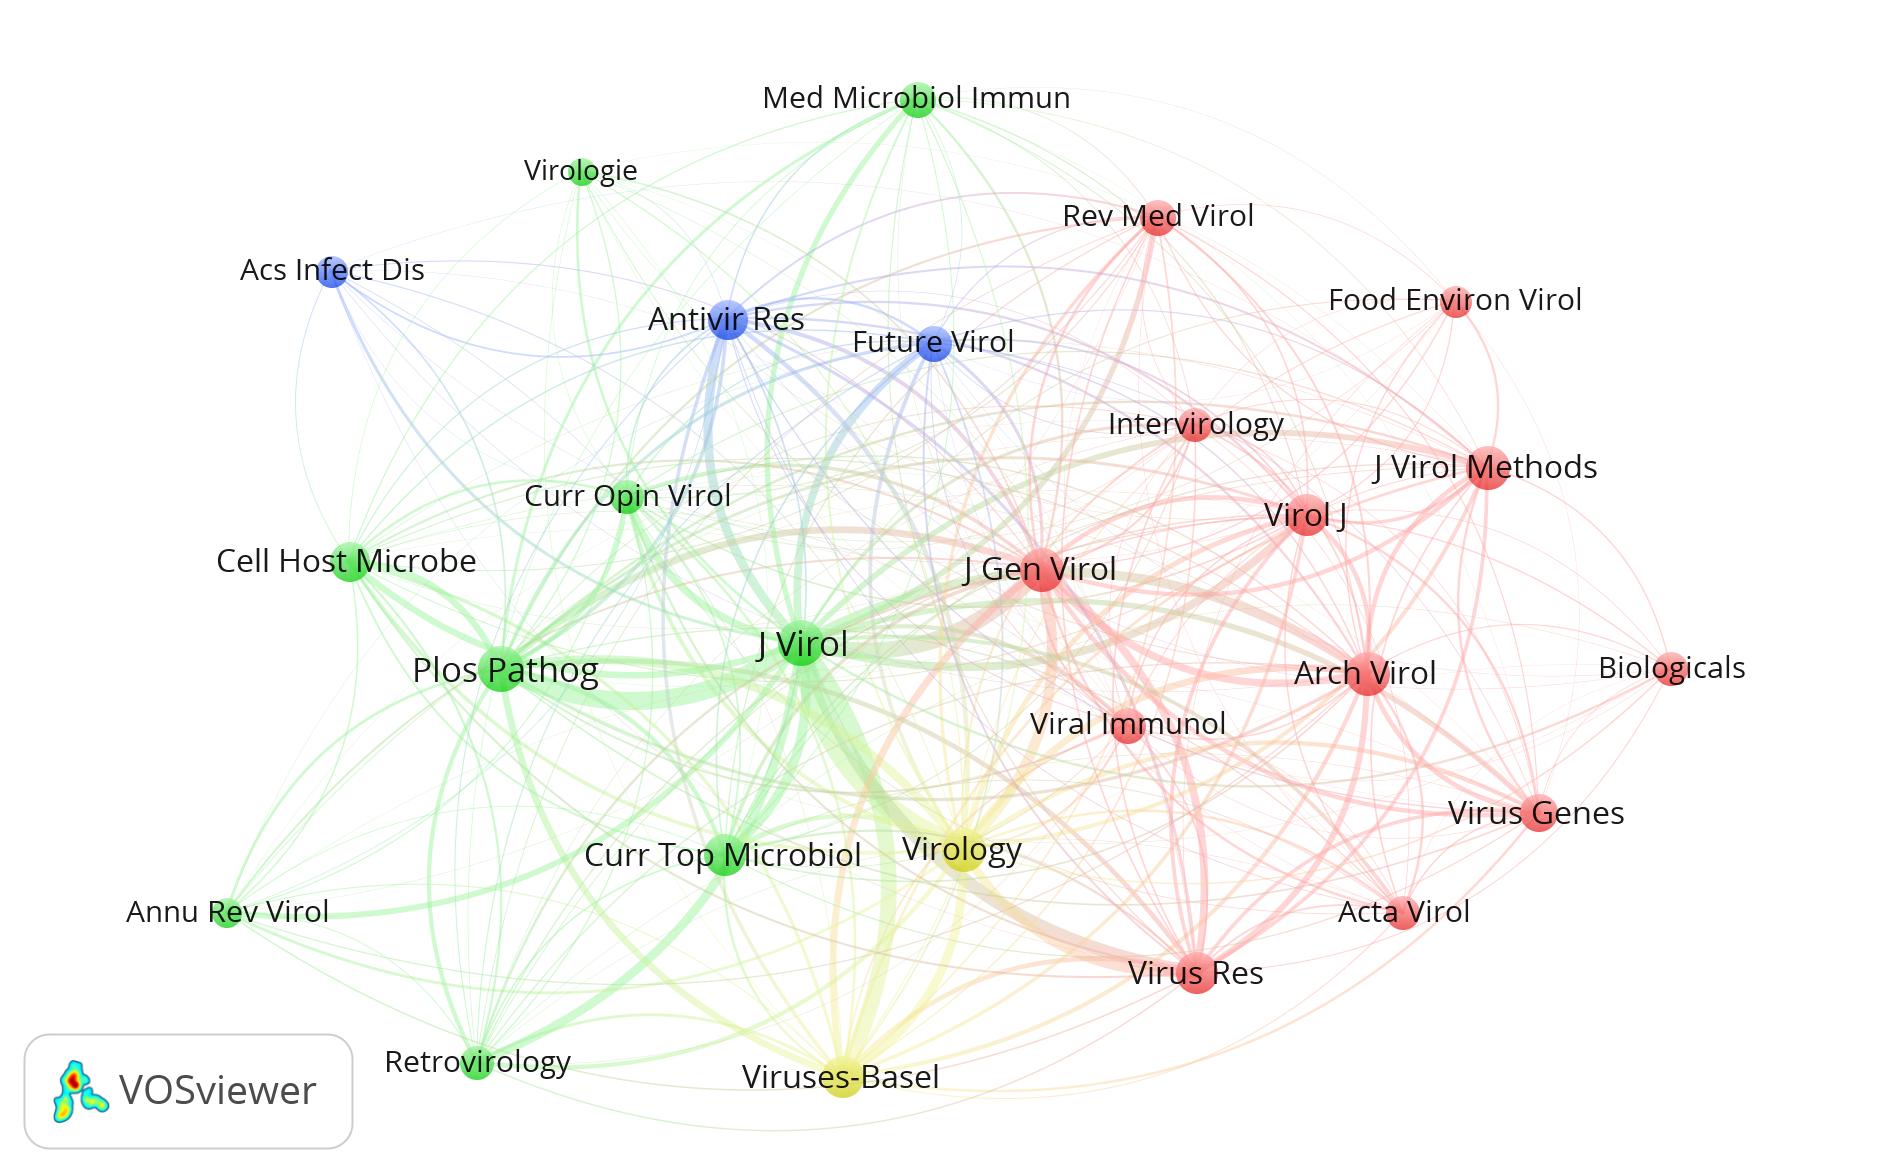 Med Microbiol Immun
Virologie
Rev Med Virol
Acs Infect Dis
Food Environ Virol
Antivir Res
Future Virol
Intervirology
J Virol Methods
Curr Opin Virol
Virol J
Cell Host Microbe
J Gen Virol
J Virol
Plos Pathog
Arch Virol
Biologicals
Viral Immunol
Virus Genes
Curr Top Microbiol
Virology
Annu Rev Virol
Acta Virol
Virus Res
Retrovirology
Viruses-Basel
VOSviewer